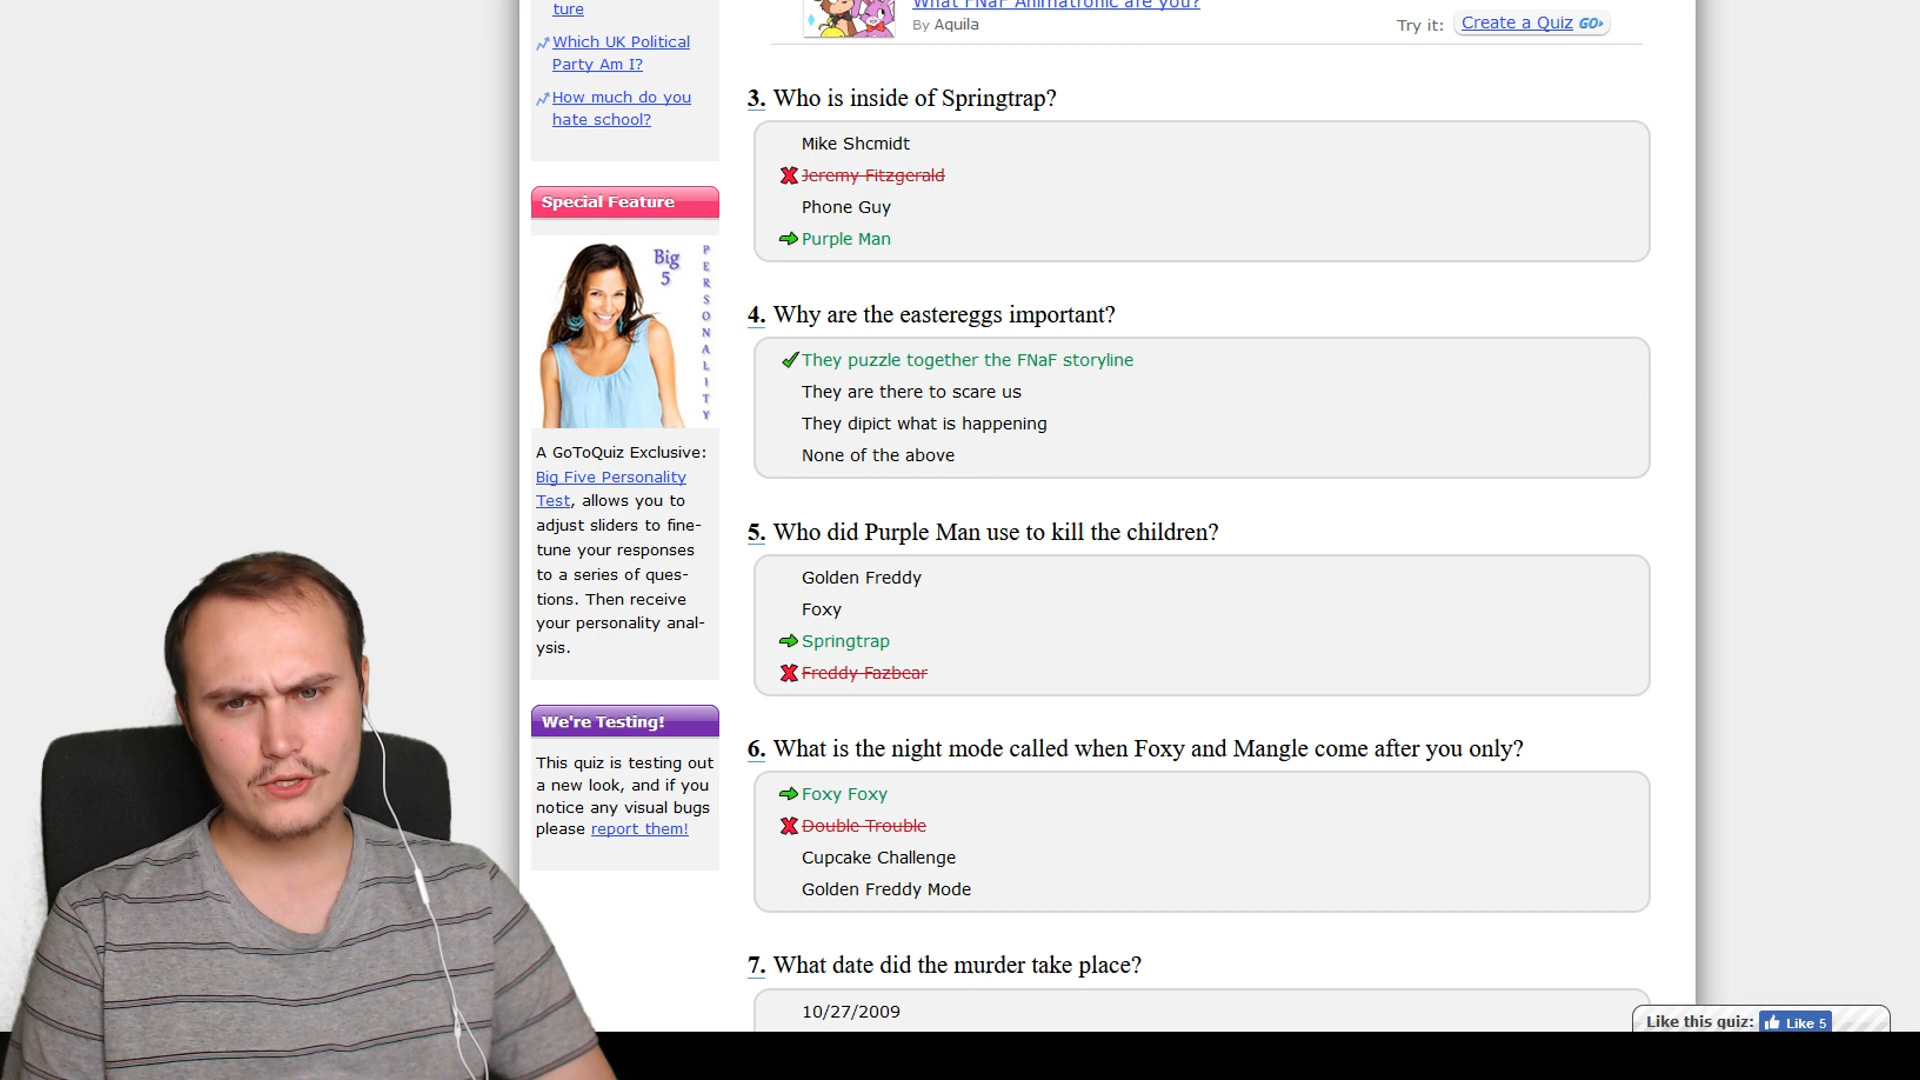 ture
Which UK Political
Party Am I?
How much do you
hate school?
Special Feature
Big
5
PERSONALITY
A GoToQuiz Exclusive:
Big Five Personality
Test, allows you to
adjust sliders to fine-
tune your responses
to a series of ques-
tions. Then receive
your personality anal-
ysis.
We're Testing!
This quiz is testing out
a new look, and if you
notice any visual bugs
please report them!
What FNaF Animatronic are you?
By Aquila
Try it: Create a Quiz GO
3. Who is inside of Springtrap?
Mike Shcmidt
Jeremy Fitzgerald
Phone Guy
Purple Man
4. Why are the eastereggs important?
They puzzle together the FNaF storyline
They are there to scare us
They dipict what is happening
None of the above
5. Who did Purple Man use to kill the children?
Golden Freddy
Foxy
Springtrap
Freddy Fazbear
6. What is the night mode called when Foxy and Mangle come after you only?
Foxy Foxy
Double Trouble
Cupcake Challenge
Golden Freddy Mode
7. What date did the murder take place?
10/27/2009
Like this quiz: Like 5